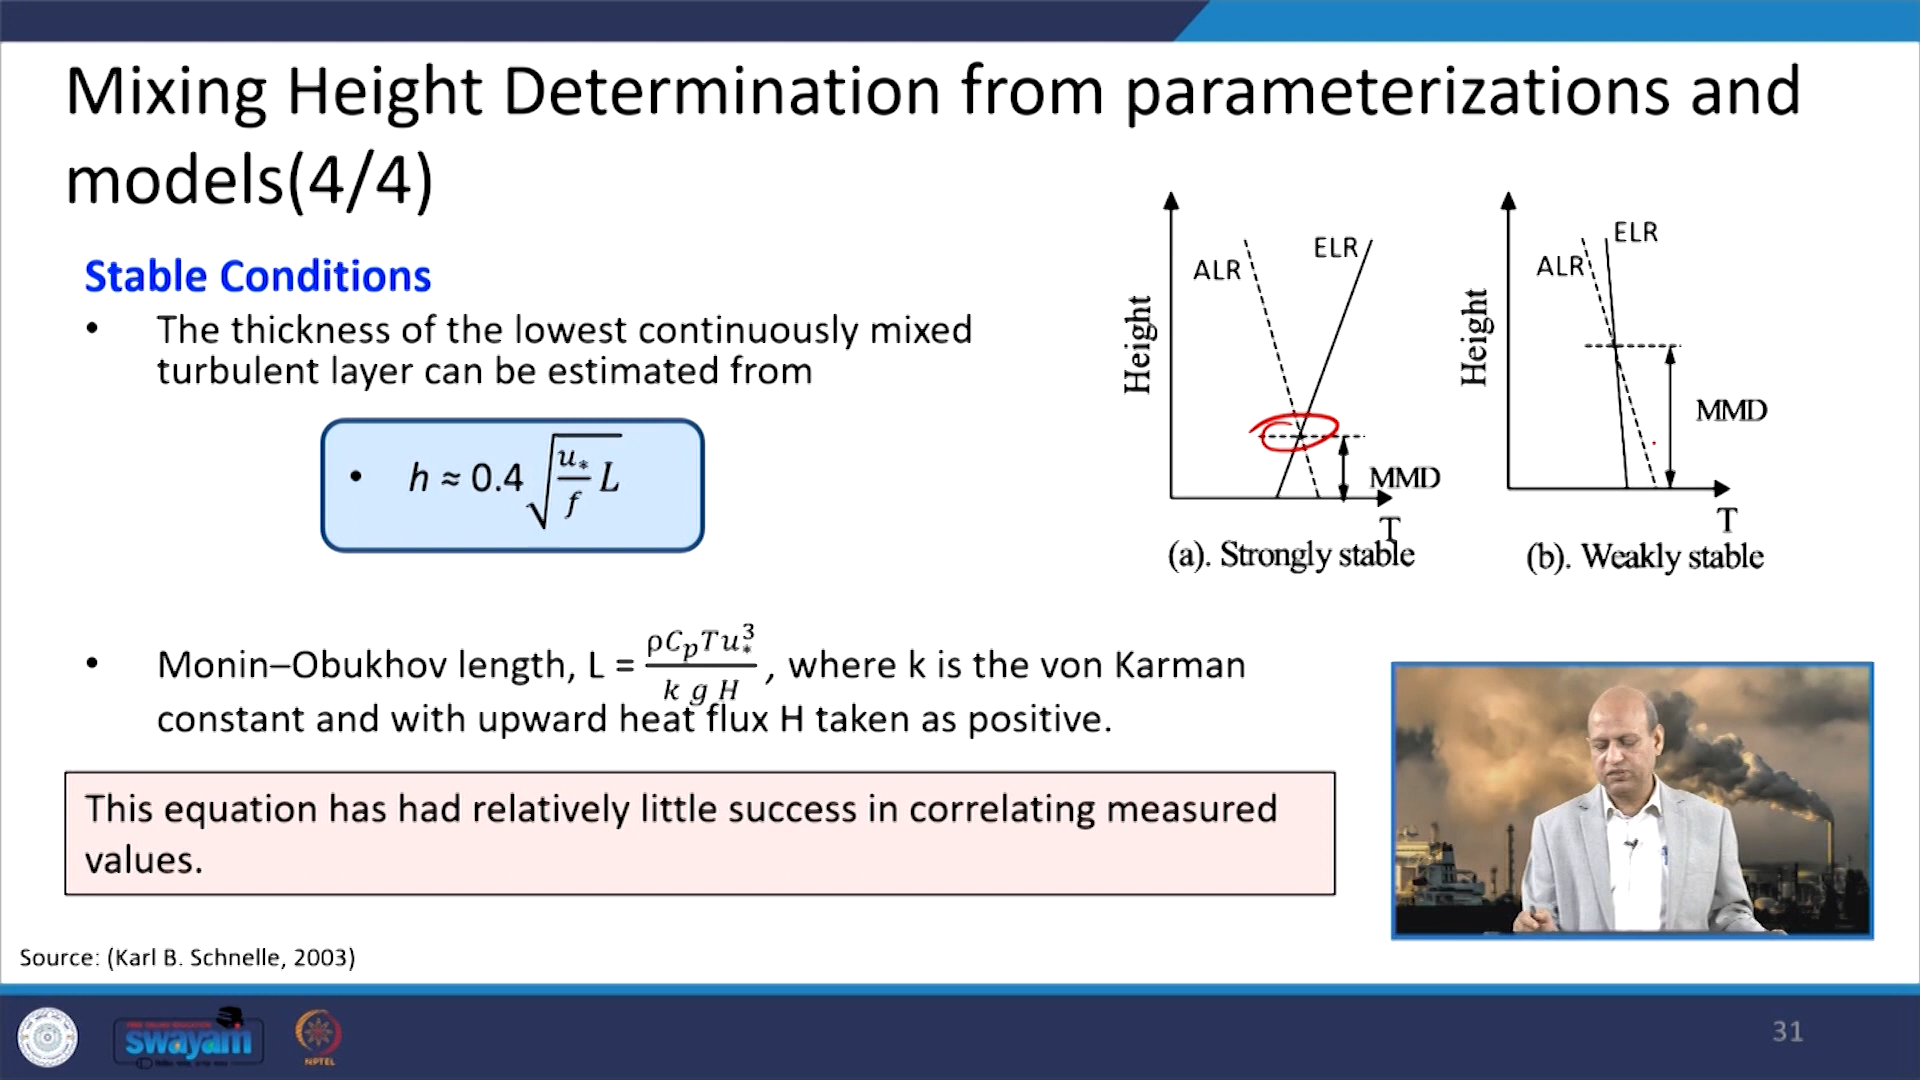 Mixing Height Determination from parameterizations and
models(4/4)
Stable Conditions
• The thickness of the lowest continuously mixed
turbulent layer can be estimated from
• h ≈ 0.4 √(u* / f L)
• Monin–Obukhov length, L = ρCpTu*³ / k g H , where k is the von Karman
constant and with upward heat flux H taken as positive.
This equation has had relatively little success in correlating measured
values.
Source: (Karl B. Schnelle, 2003)
Height
ALR
ELR
MMD
T
(a). Strongly stable
Height
ALR
ELR
MMD
T
(b). Weakly stable
swayam
NPTEL
31